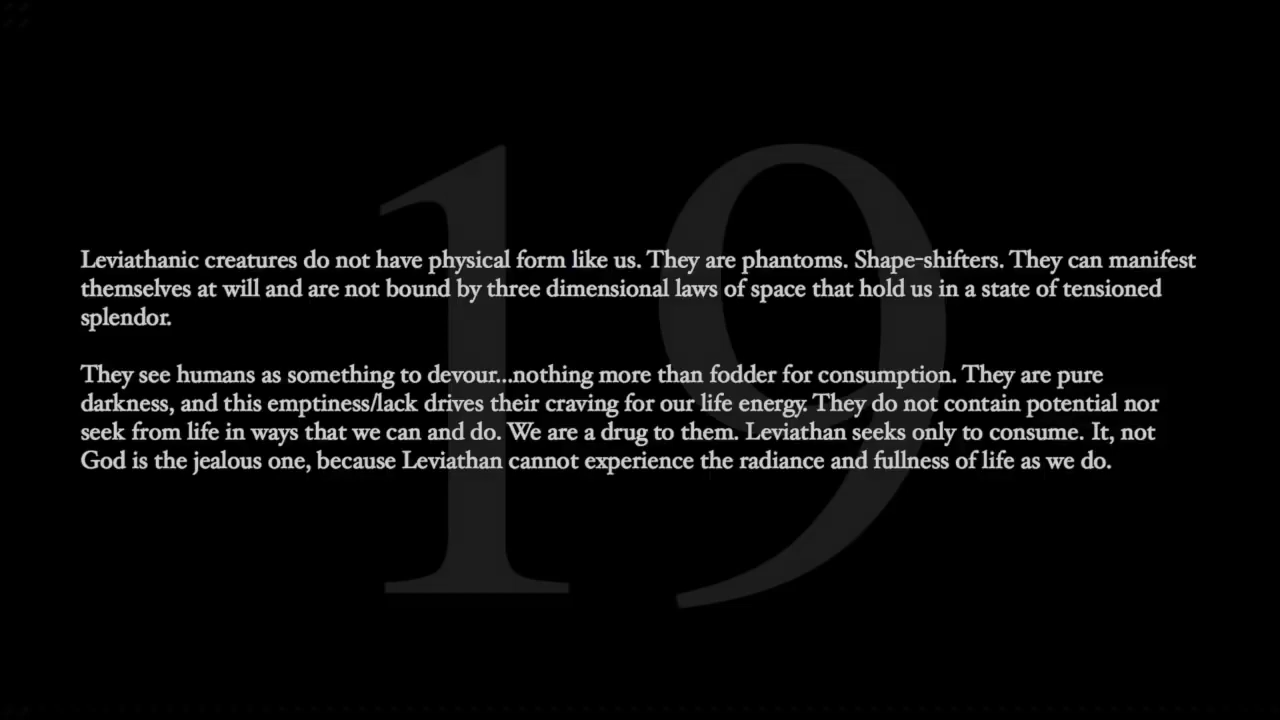 19
Leviathanic creatures do not have physical form like us. They are phantoms. Shape-shifters. They can manifest
themselves at will and are not bound by three dimensional laws of space that hold us in a state of tensioned
splendor.
They see humans as something to devour...nothing more than fodder for consumption. They are pure
darkness, and this emptiness/lack drives their craving for our life energy. They do not contain potential nor
seek from life in ways that we can and do. We are a drug to them. Leviathan seeks only to consume. It, not
God is the jealous one, because Leviathan cannot experience the radiance and fullness of life as we do.